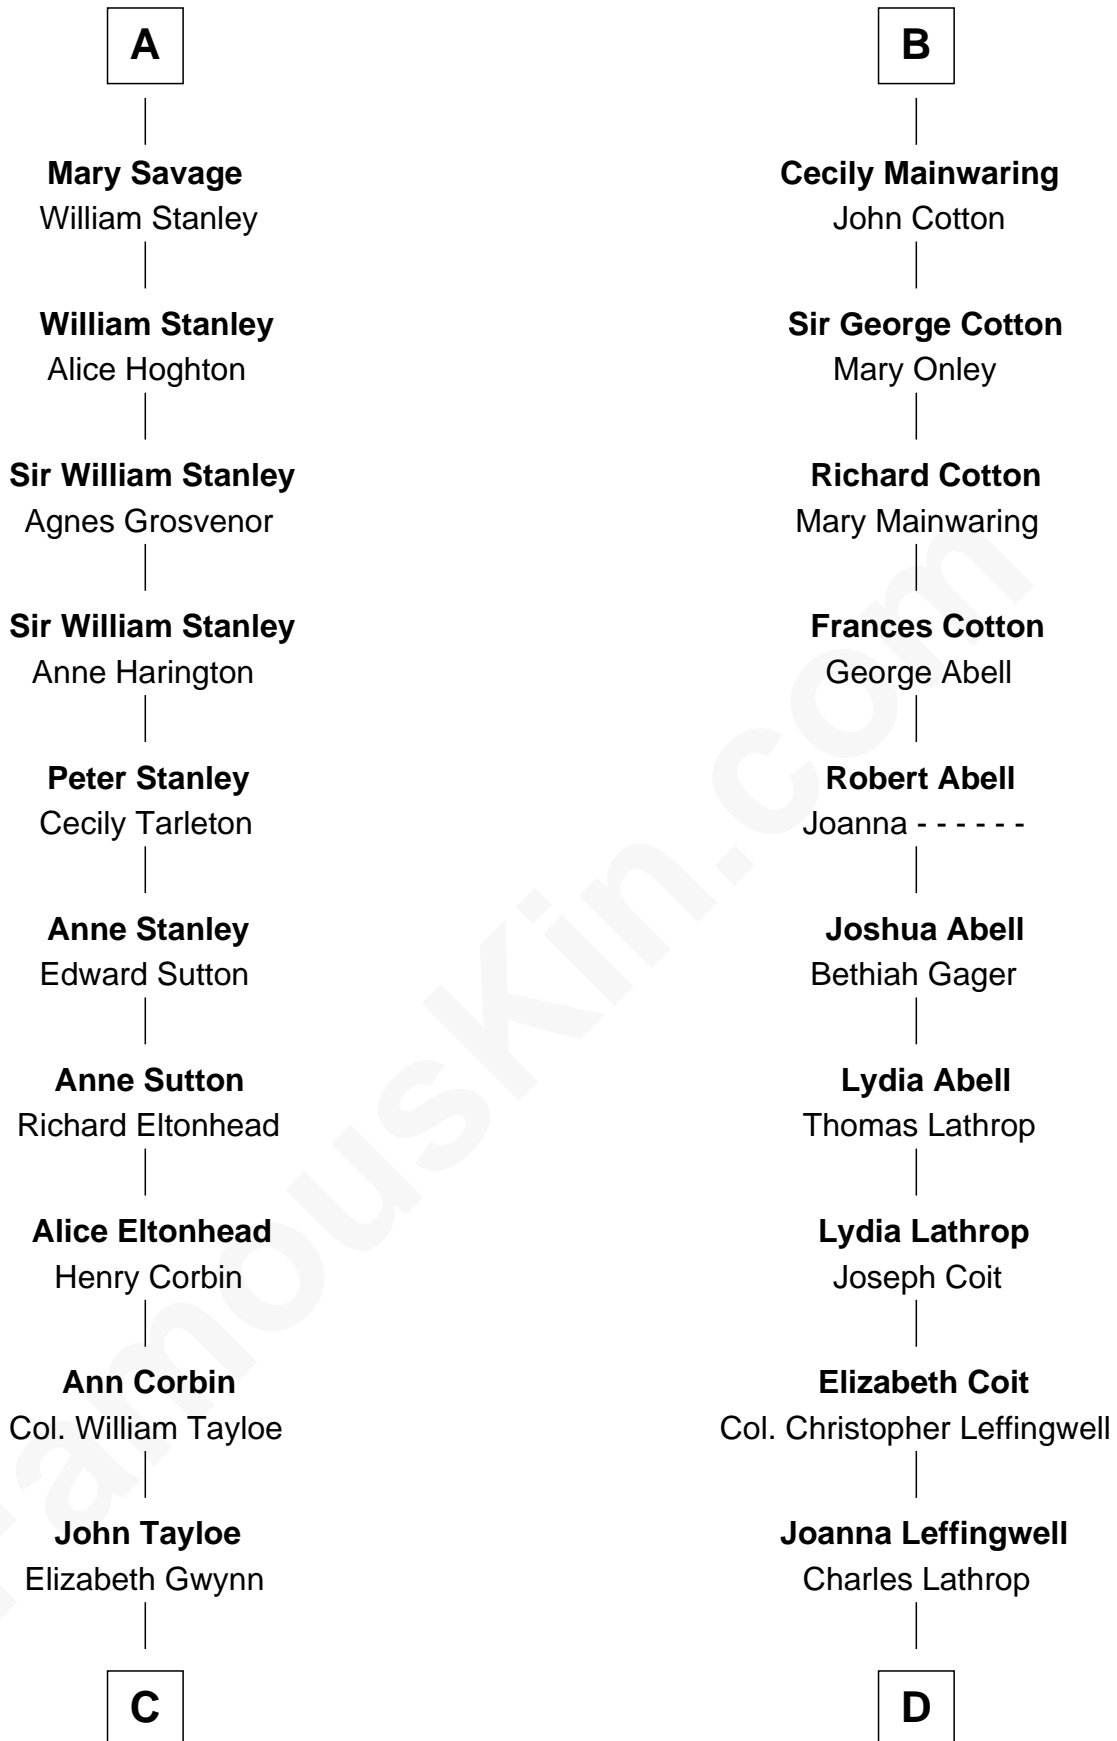 A
Mary Savage
William Stanley
William Stanley
Alice Hoghton
Sir William Stanley
Agnes Grosvenor
Sir William Stanley
Anne Harington
Peter Stanley
Cecily Tarleton
Anne Stanley
Edward Sutton
Anne Sutton
Richard Eltonhead
Alice Eltonhead
Henry Corbin
Ann Corbin
Col. William Tayloe
John Tayloe
Elizabeth Gwynn
C
B
Cecily Mainwaring
John Cotton
Sir George Cotton
Mary Onley
Richard Cotton
Mary Mainwaring
Frances Cotton
George Abell
Robert Abell
Joanna - - - - - -
Joshua Abell
Bethiah Gager
Lydia Abell
Thomas Lathrop
Lydia Lathrop
Joseph Coit
Elizabeth Coit
Col. Christopher Leffingwell
Joanna Leffingwell
Charles Lathrop
D
FamousKin.com